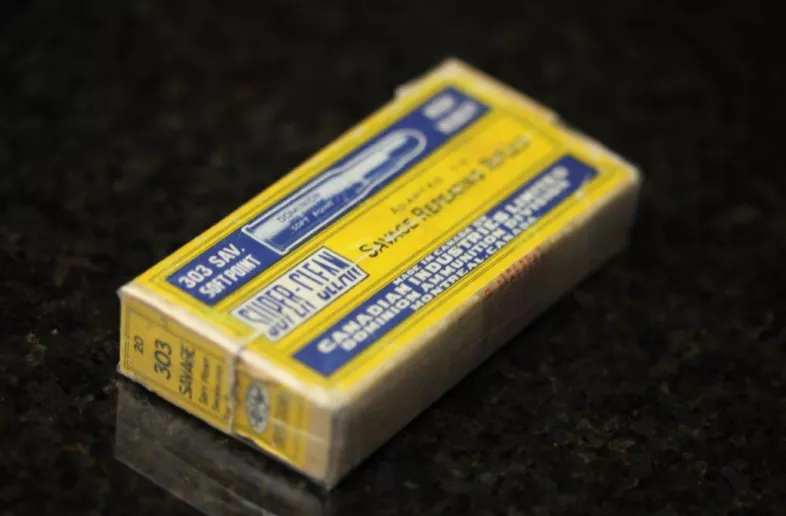 303 SAV.
SOFT POINT
DOMINION
SOFT POINT
SUPER-CLEAN
ADAPTED TO
SAVAGE REPEATING
MADE IN CANADA BY
CANADIAN INDUSTRIES LIMITED
DOMINION AMMUNITION DIVISION
MONTREAL, CANADA
20
303
SAVAGE